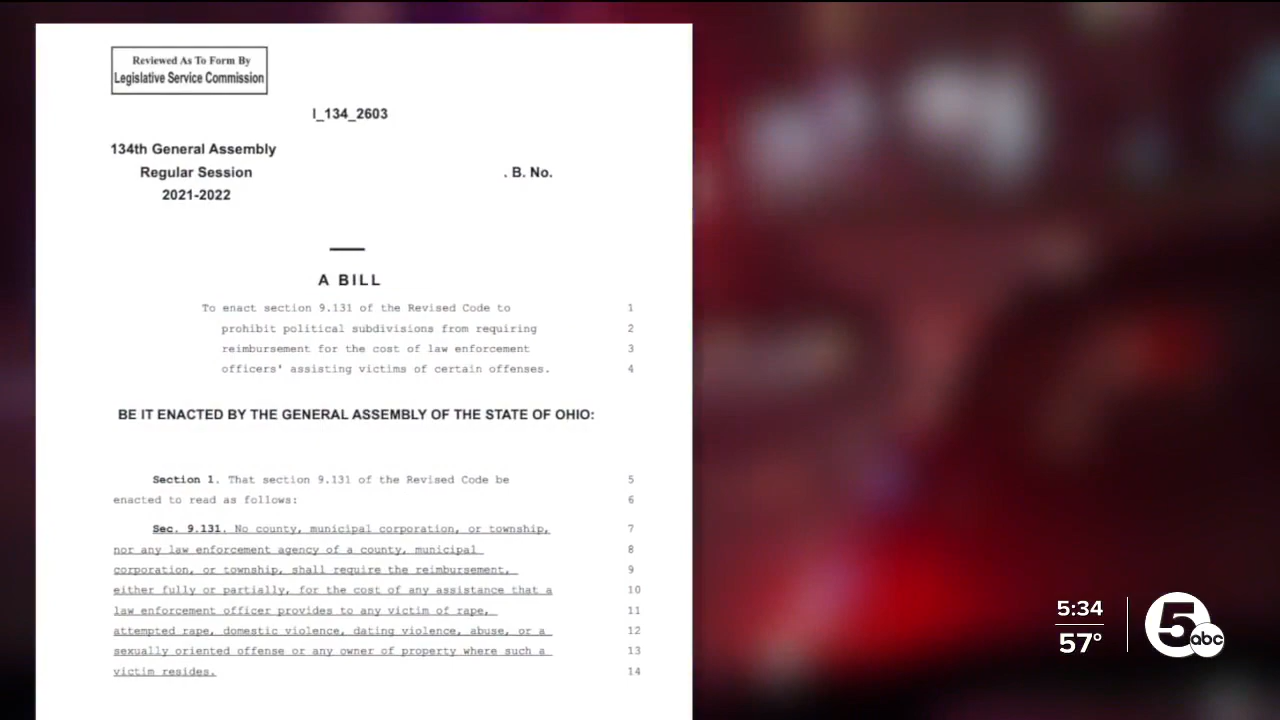 Reviewed As To Form By
Legislative Service Commission
I_134_2603
134th General Assembly
Regular Session
2021-2022
. B. No.
A BILL
To enact section 9.131 of the Revised Code to 1
prohibit political subdivisions from requiring 2
reimbursement for the cost of law enforcement 3
officers' assisting victims of certain offenses. 4
BE IT ENACTED BY THE GENERAL ASSEMBLY OF THE STATE OF OHIO:
Section 1. That section 9.131 of the Revised Code be 5
enacted to read as follows: 6
Sec. 9.131. No county, municipal corporation, or township, 7
nor any law enforcement agency of a county, municipal 8
corporation, or township, shall require the reimbursement, 9
either fully or partially, for the cost of any assistance that a 10
law enforcement officer provides to any victim of rape, 11
attempted rape, domestic violence, dating violence, abuse, or a 12
sexually oriented offense or any owner of property where such a 13
victim resides. 14
5:34
57°
5 abc